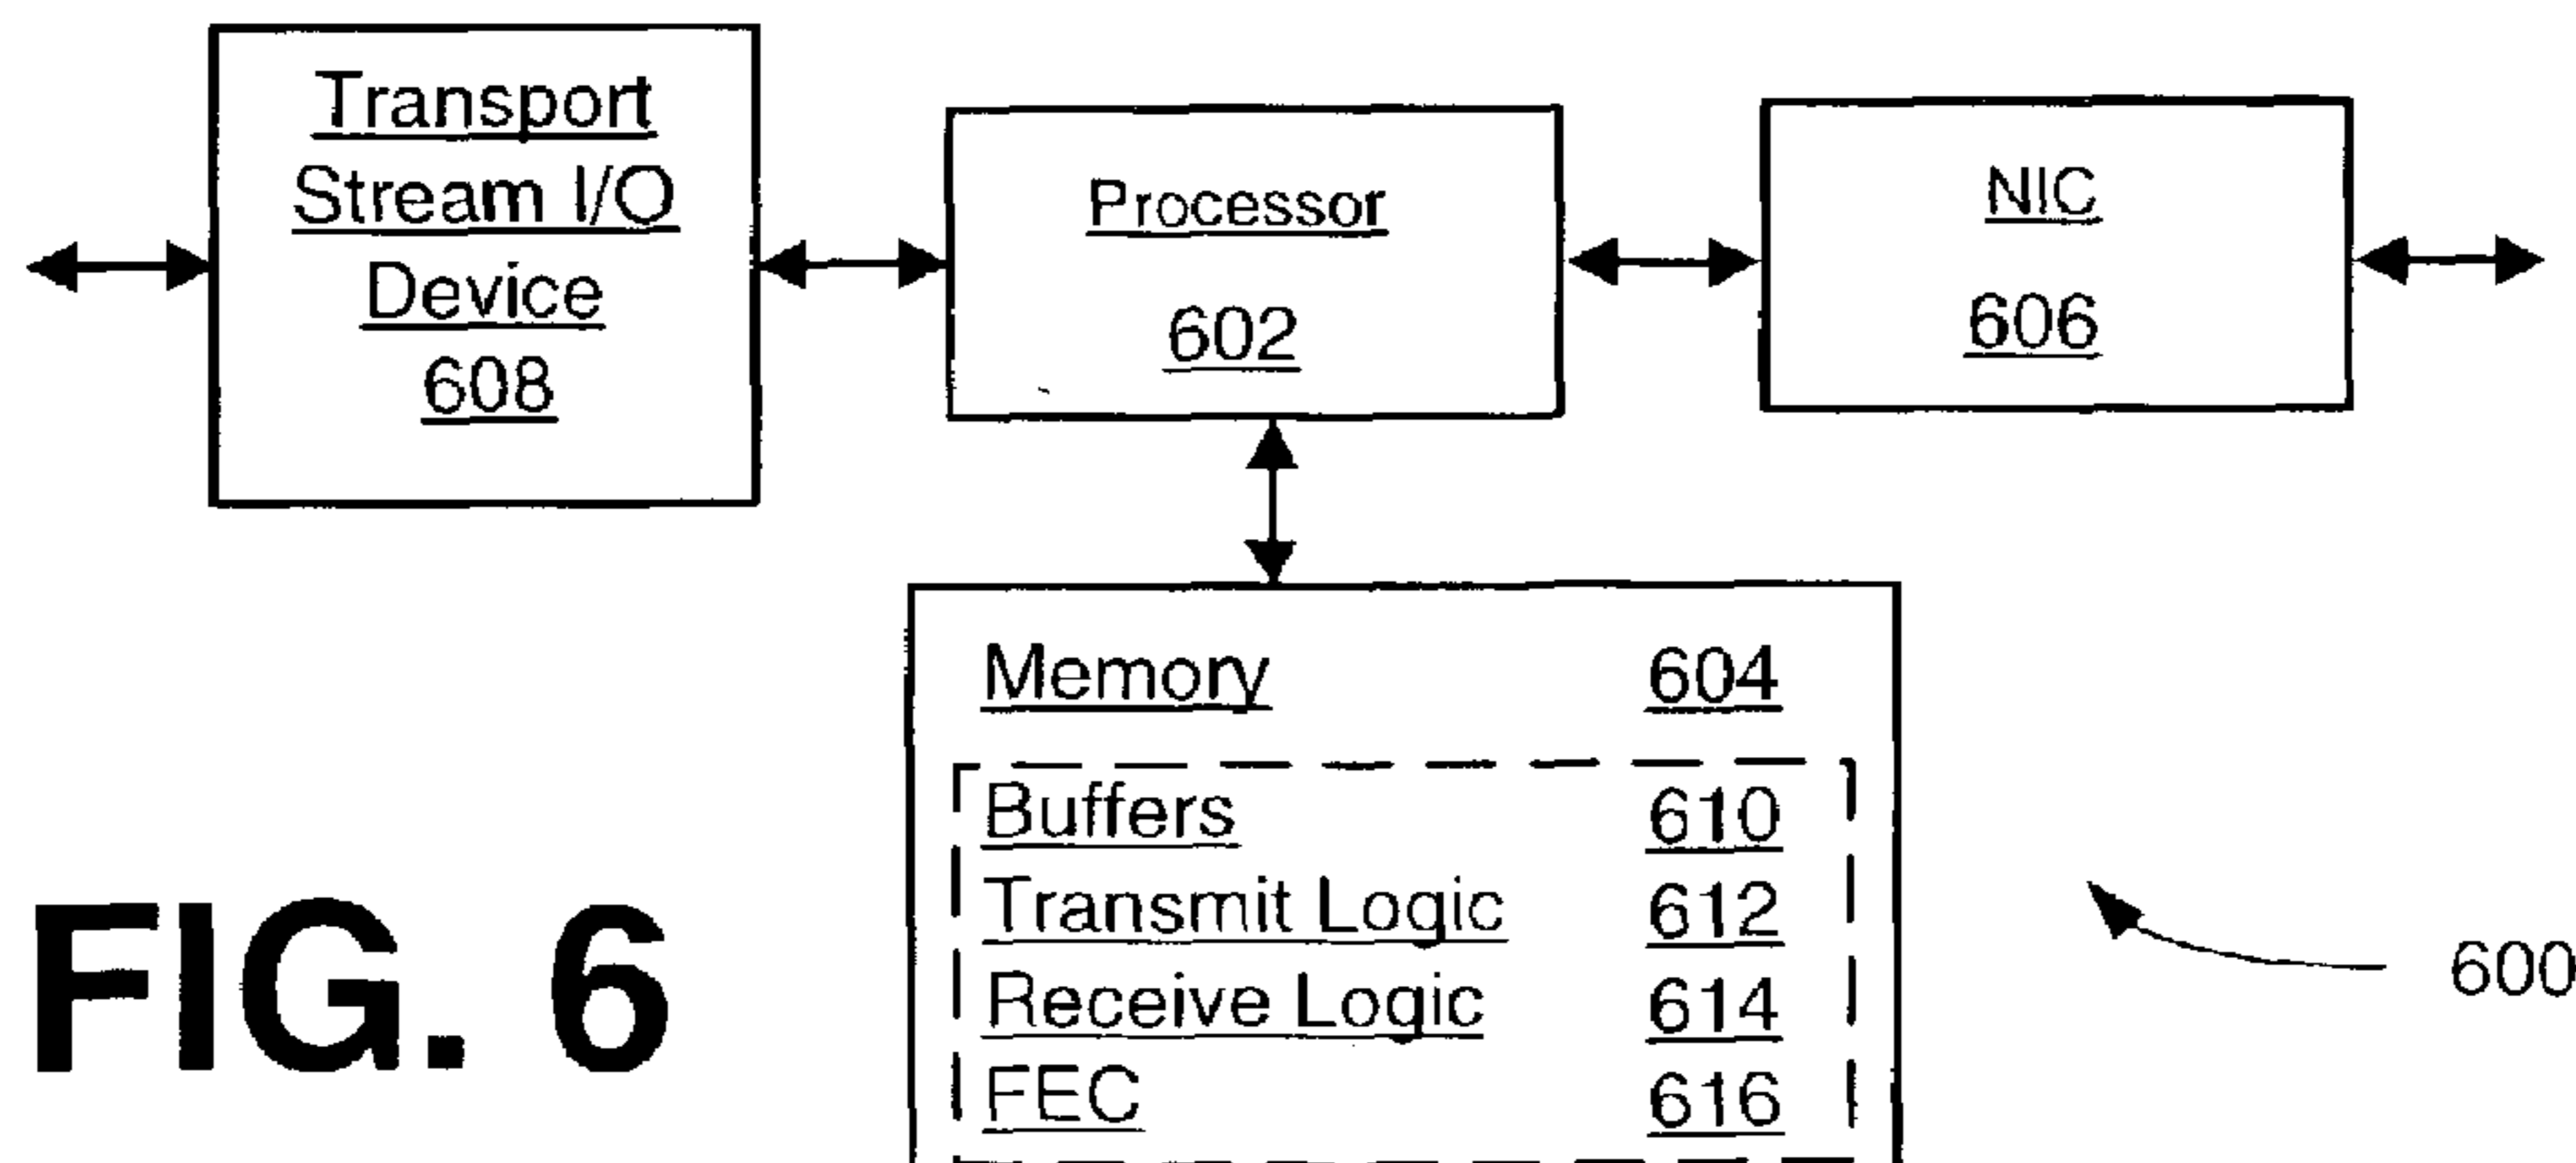 Transport
Stream I/O
Device
608
Processor
602
NIC
606
Memory 604
Buffers 610
Transmit Logic 612
Receive Logic 614
FEC 616
600
FIG. 6